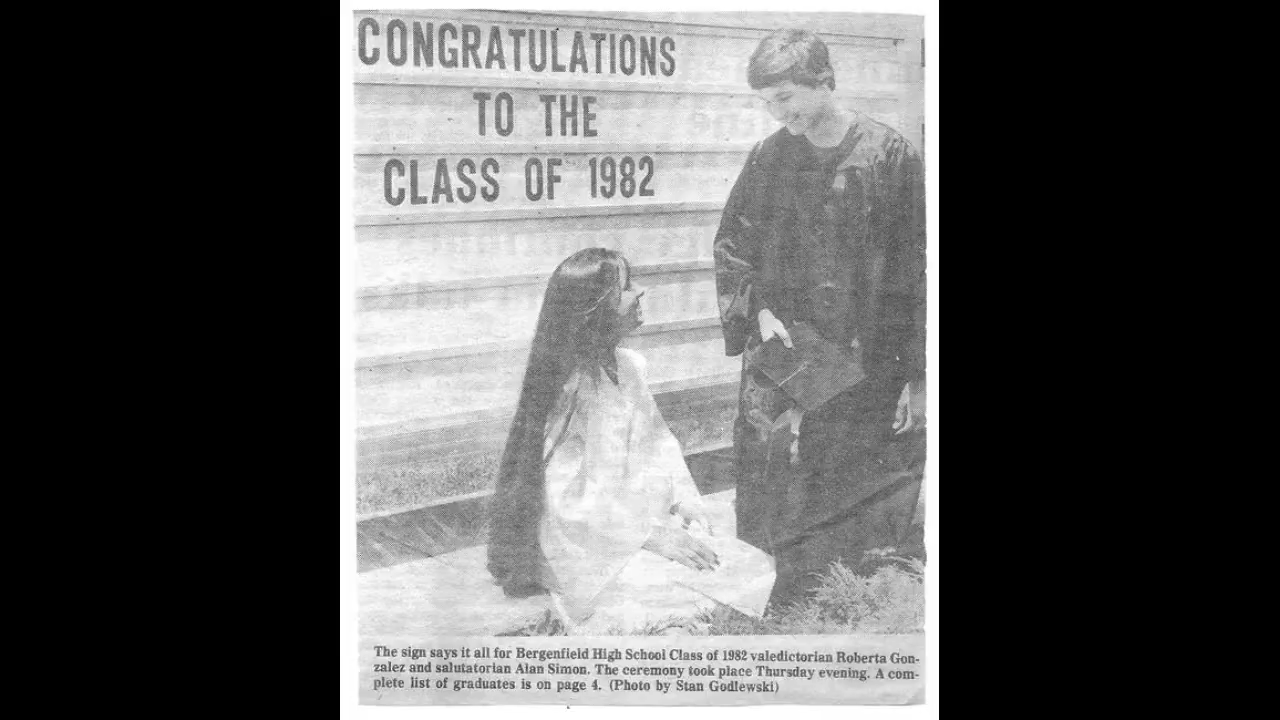 CONGRATULATIONS
TO THE
CLASS OF 1982
The sign says it all for Bergenfield High School Class of 1982 valedictorian Roberta Gon-
zalez and salutatorian Alan Simon. The ceremony took place Thursday evening. A com-
plete list of graduates is on page 4. (Photo by Stan Godlewski)